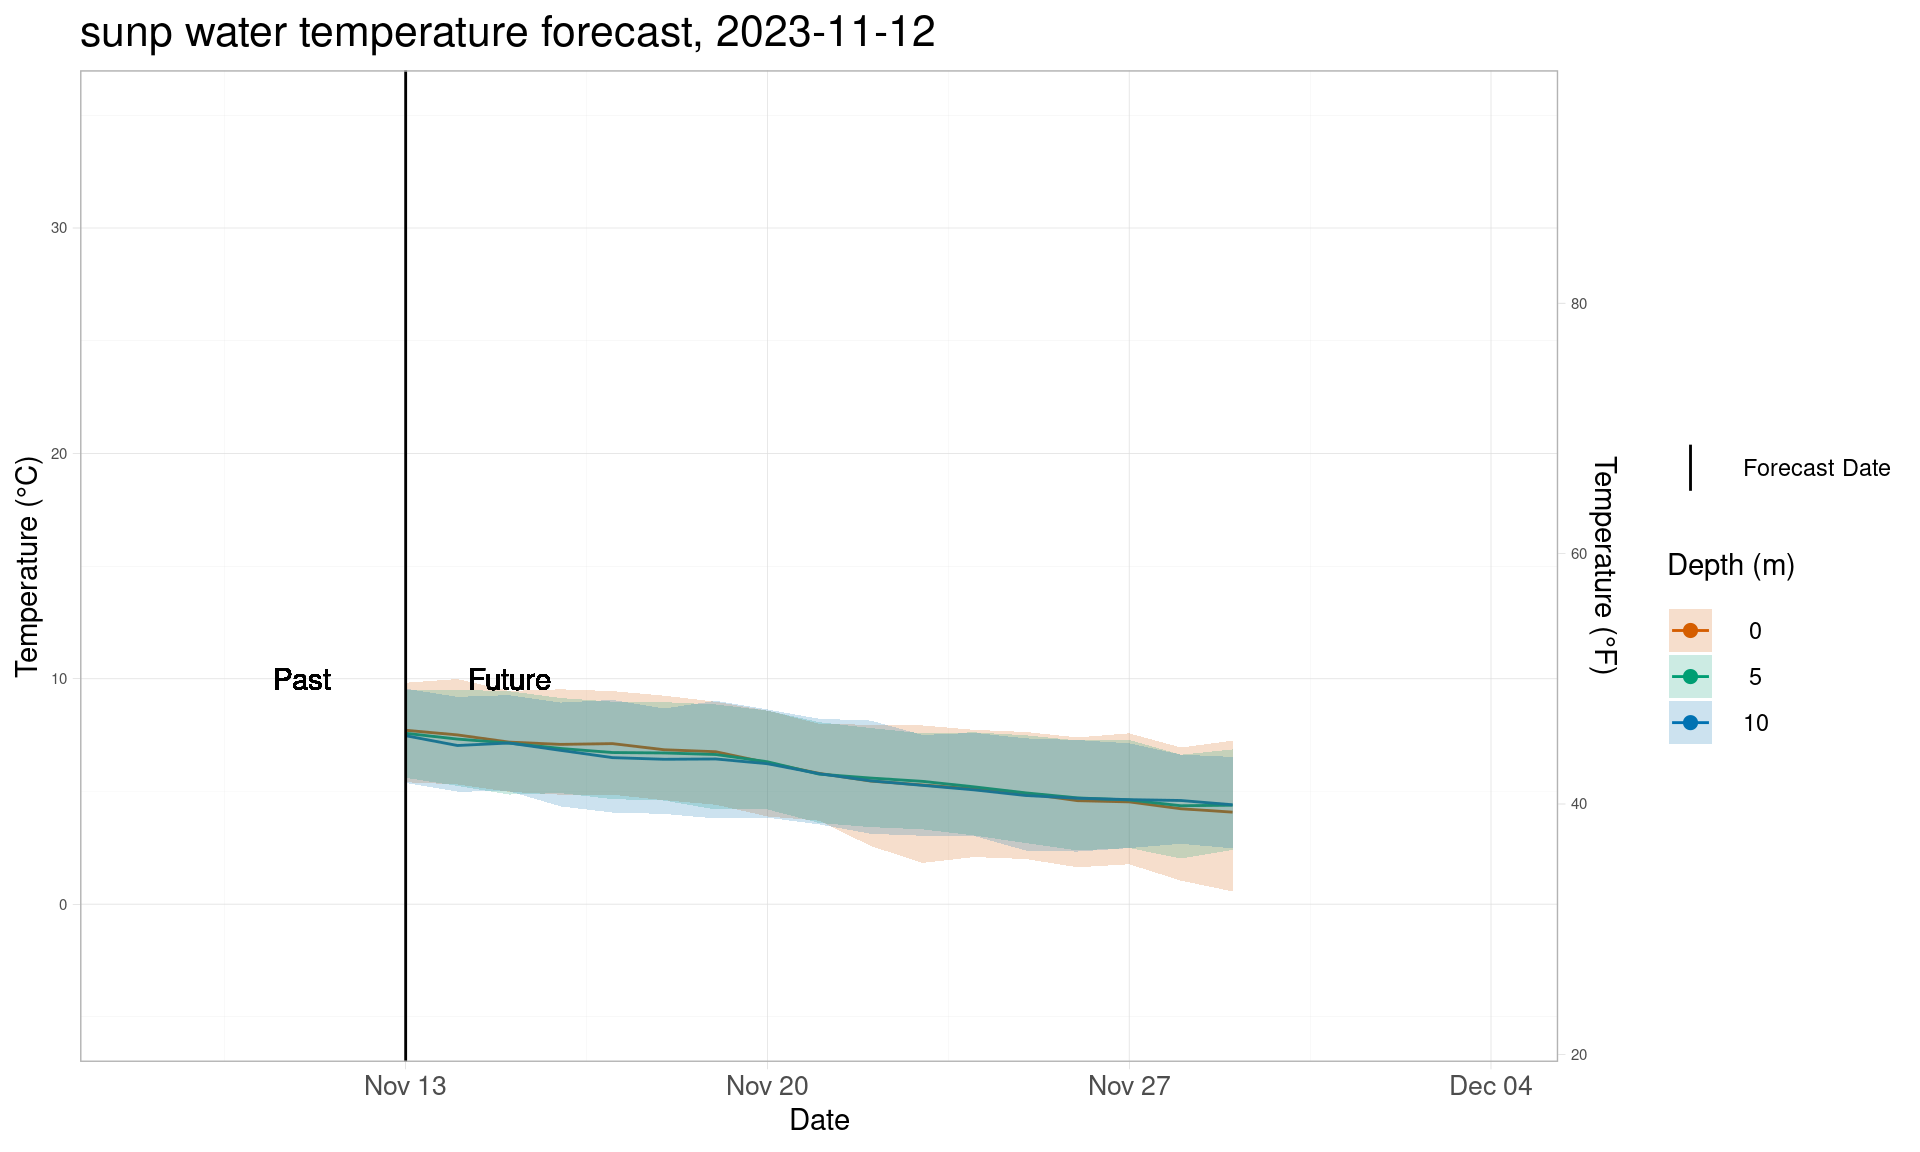 sunp water temperature forecast, 2023-11-12
Temperature (°C)
30
20
10
0
Past
Future
80
60
40
20
Temperature (°F)
Nov 13
Nov 20
Nov 27
Dec 04
Date
Forecast Date
Depth (m)
0
5
10